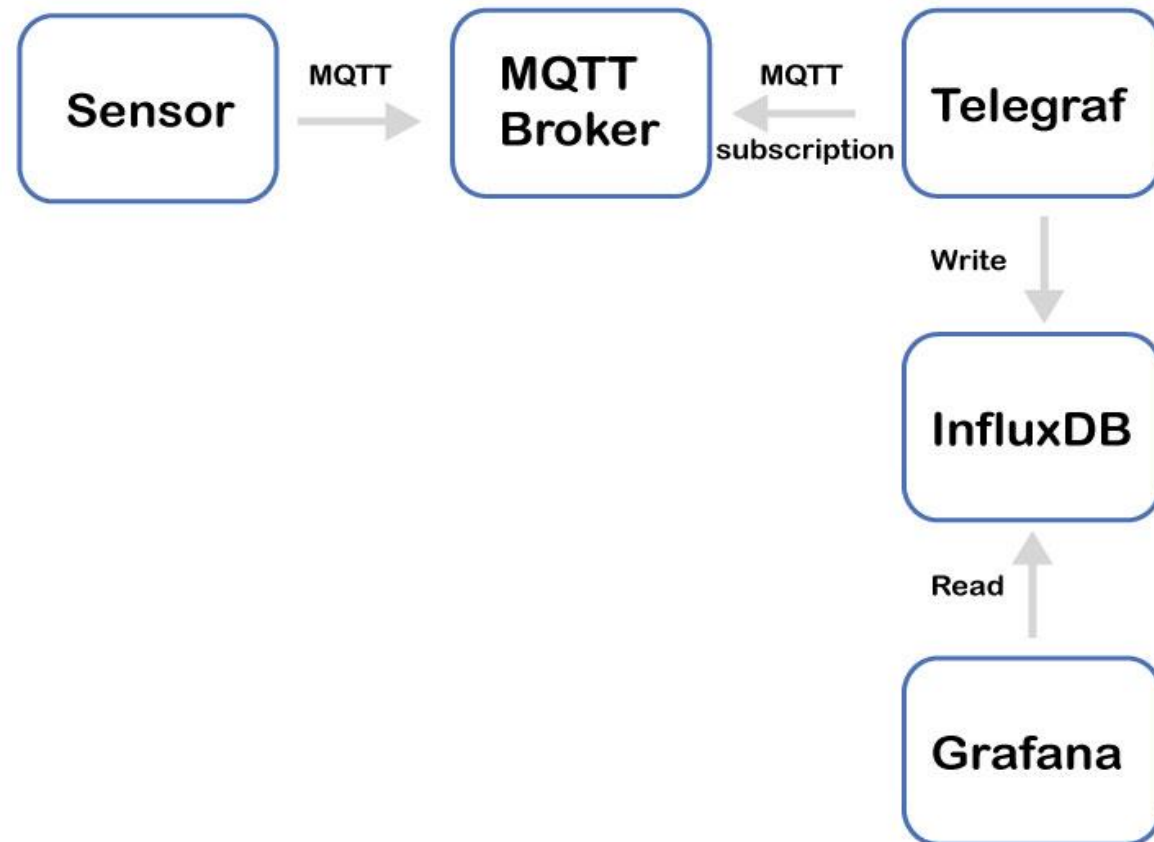 Sensor
MQTT
MQTT
Broker
MQTT
subscription
Telegraf
Write
InfluxDB
Read
Grafana